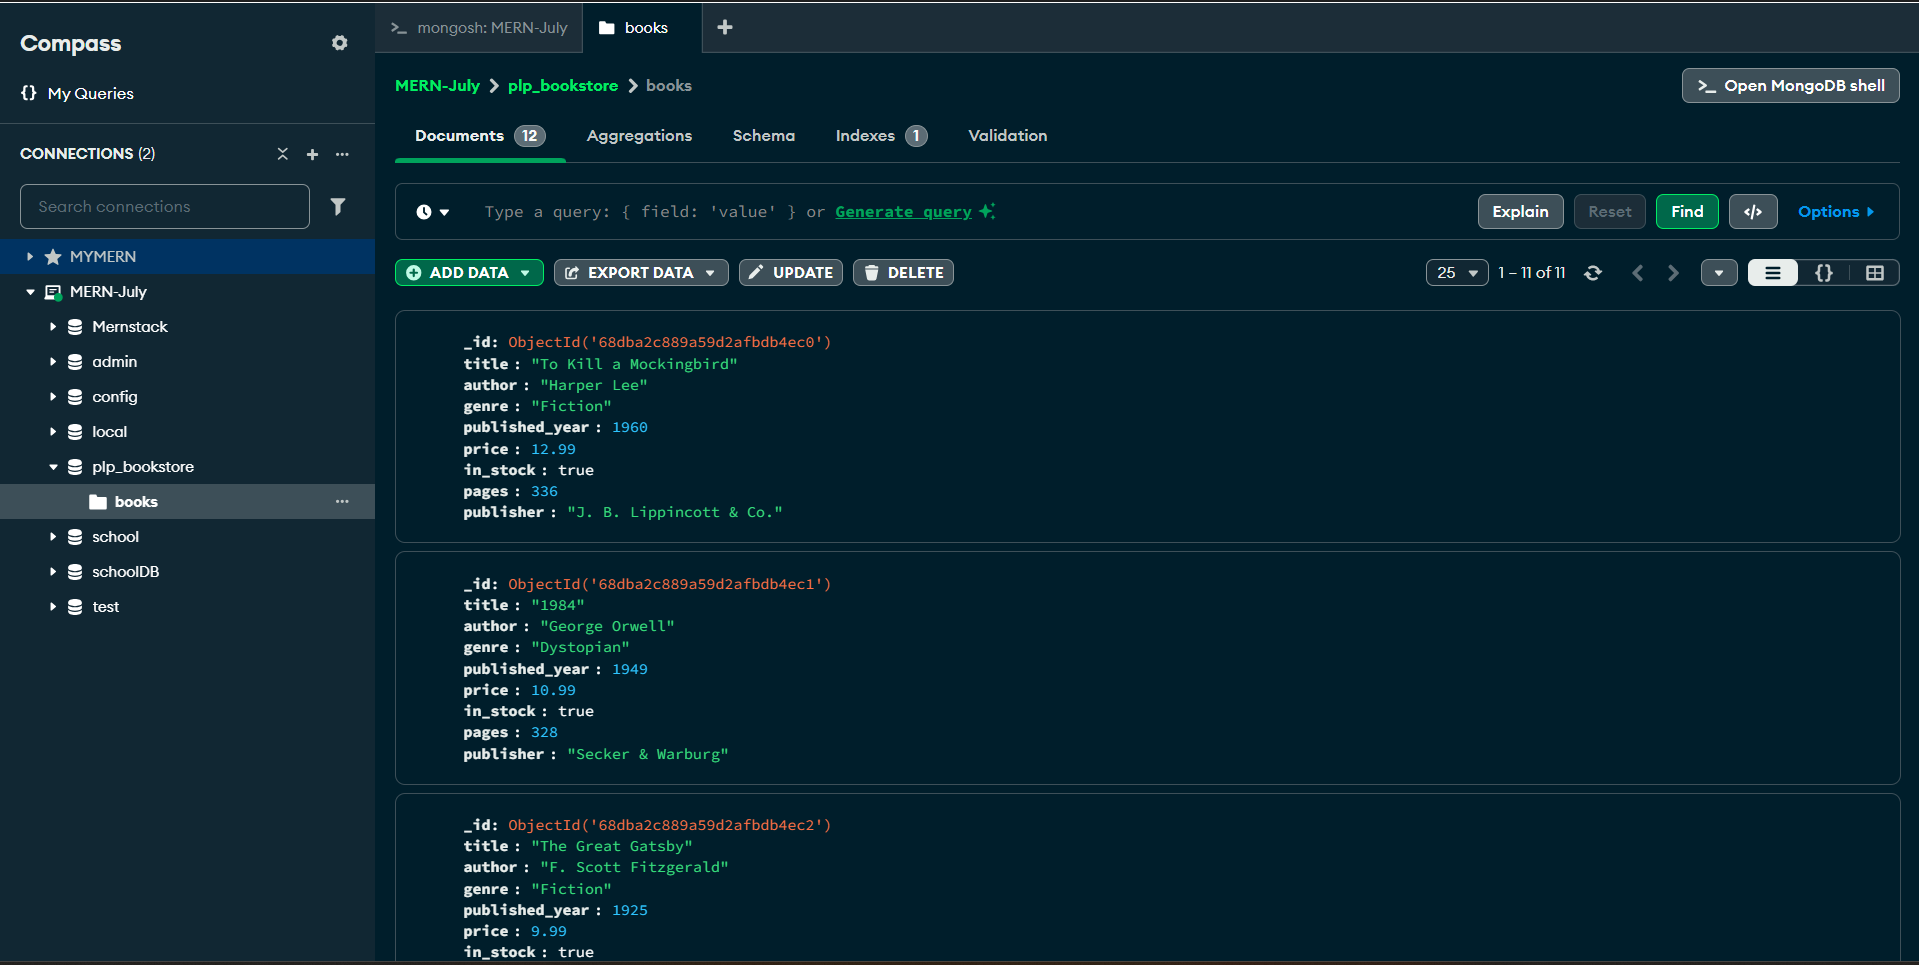 Compass
My Queries
CONNECTIONS (2)
Search connections
MYMERN
MERN-July
Mernstack
admin
config
local
plp_bookstore
books
school
schoolDB
test
mongosh: MERN-July
books
MERN-July > plp_bookstore > books
>_ Open MongoDB shell
Documents 12 Aggregations Schema Indexes 1 Validation
Type a query: { field: 'value' } or Generate query
Explain Reset Find </> Options
ADD DATA EXPORT DATA UPDATE DELETE
25 1 – 11 of 11 {}
_id: ObjectId('68dba2c889a59d2afbdb4ec0')
title : "To Kill a Mockingbird"
author : "Harper Lee"
genre : "Fiction"
published_year : 1960
price : 12.99
in_stock : true
pages : 336
publisher : "J. B. Lippincott & Co."
_id: ObjectId('68dba2c889a59d2afbdb4ec1')
title : "1984"
author : "George Orwell"
genre : "Dystopian"
published_year : 1949
price : 10.99
in_stock : true
pages : 328
publisher : "Secker & Warburg"
_id: ObjectId('68dba2c889a59d2afbdb4ec2')
title : "The Great Gatsby"
author : "F. Scott Fitzgerald"
genre : "Fiction"
published_year : 1925
price : 9.99
in_stock : true